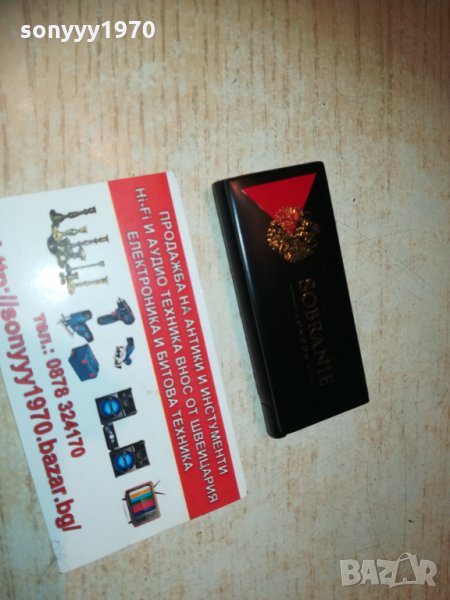 sonyyy1970
ПРОДАЖБА НА АНТИКИ И ИНСТУМЕНТИ
Hi-Fi И АУДИО ТЕХНИКА ВНОС ОТ ШВЕЙЦАРИЯ
ЕЛЕКТРОНИКА И БИТОВА ТЕХНИКА
тел.: 0878 324170
http://sonyyy1970.bazar.bg/
SOBRANIE
LONDON
BAZAR